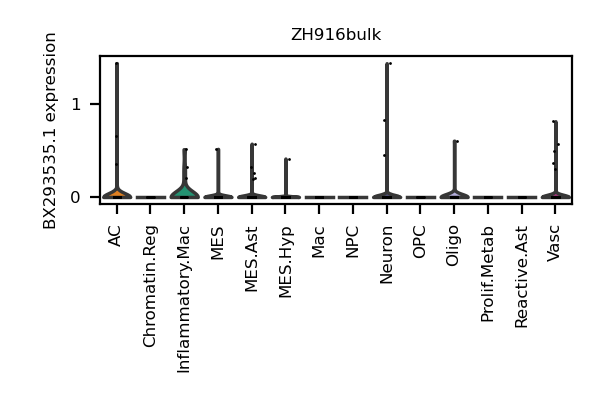 ZH916bulk
BX293535.1 expression
1
0
AC
Chromatin.Reg
Inflammatory.Mac
MES
MES.Ast
MES.Hyp
Mac
NPC
Neuron
OPC
Oligo
Prolif.Metab
Reactive.Ast
Vasc